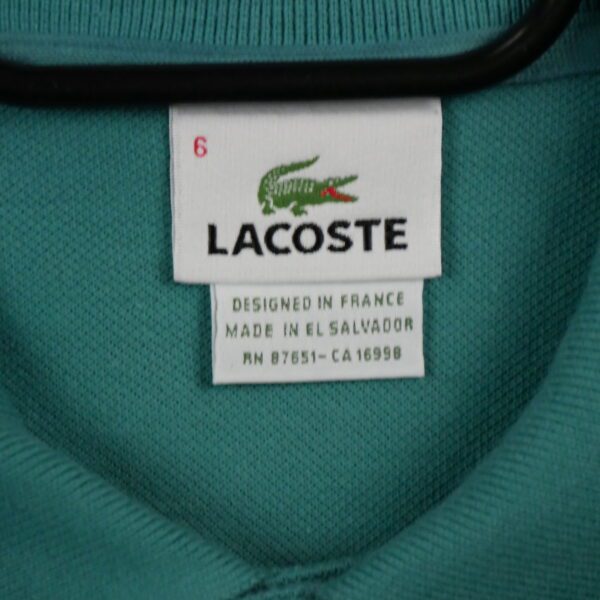 6
LACOSTE
DESIGNED IN FRANCE
MADE IN EL SALVADOR
RN 87651-CA 16998